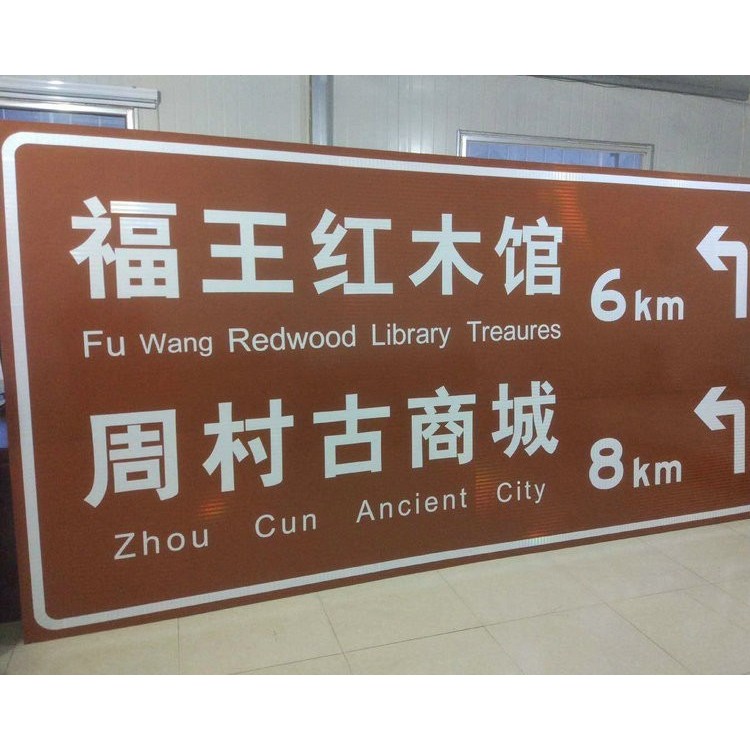 福王红木馆 6km
Fu Wang Redwood Library Treaures
周村古商城 8km
Zhou Cun Ancient City